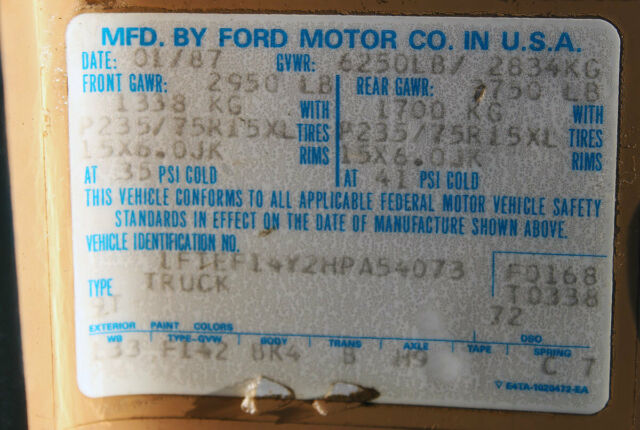 MFD. BY FORD MOTOR CO. IN U.S.A.
DATE: 01/87 GVWR: 6250LB/ 2834KG
FRONT GAWR: 2950 LB REAR GAWR: 3750 LB
1338 KG WITH 1700 KG WITH
P235/75R15XL TIRES P235/75R15XL TIRES
15X6.0JK RIMS 15X6.0JK RIMS
AT 35 PSI COLD AT 41 PSI COLD
THIS VEHICLE CONFORMS TO ALL APPLICABLE FEDERAL MOTOR VEHICLE SAFETY
STANDARDS IN EFFECT ON THE DATE OF MANUFACTURE SHOWN ABOVE.
VEHICLE IDENTIFICATION NO.
1FTEF14Y2HPA54073 F0168
TYPE TRUCK T0338
72
EXTERIOR PAINT COLORS DSO
WB TYPE-GVW BODY TRANS AXLE TAPE SPRING
133 F142 BK4 B H9 C 7
E4TA-1020472-EA